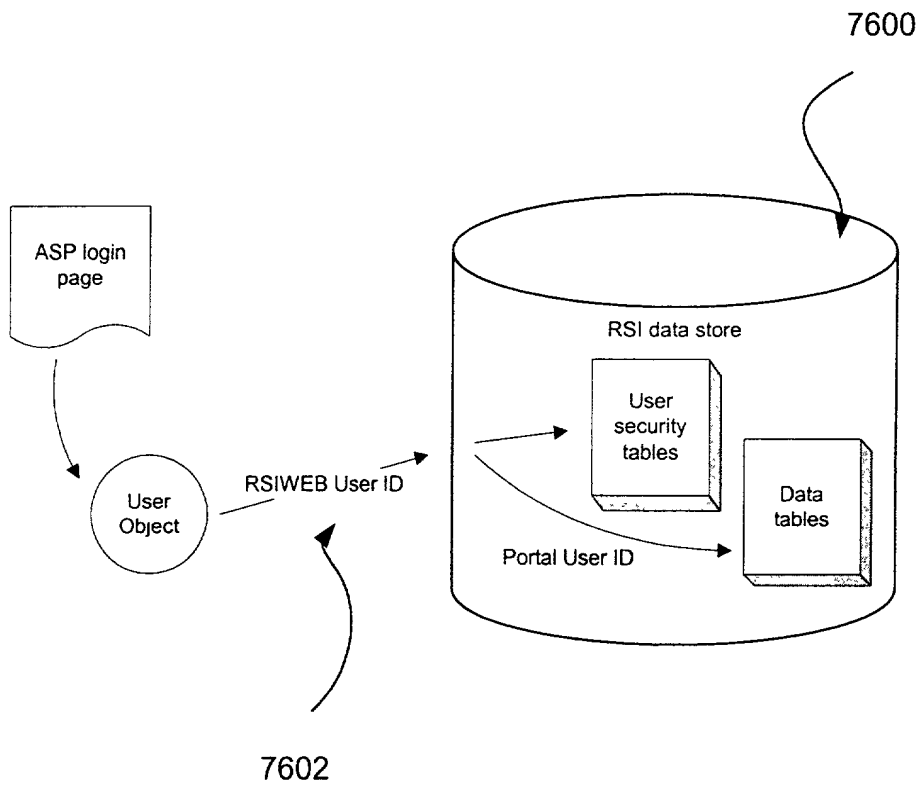 7600
ASP login
page
RSI data store
User
security
tables
RSIWEB User ID
User
Object
Data
tables
Portal User ID
7602